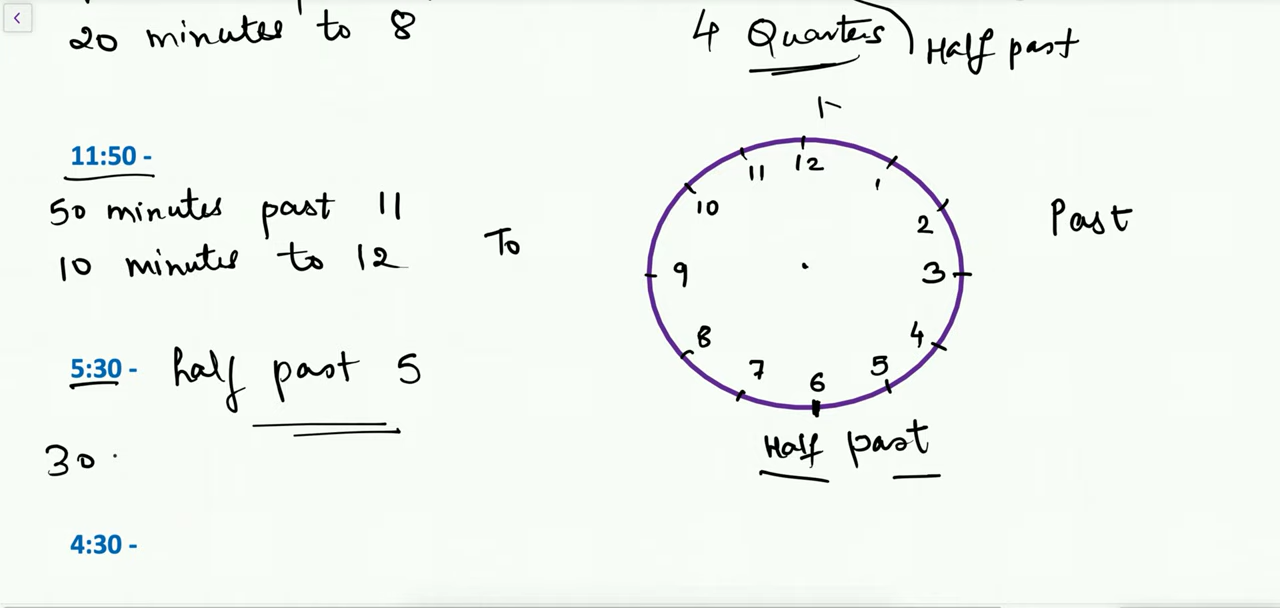 20 minutes to 8
4 Quarters
Half past
11:50 -
50 minutes past 11
10 minutes to 12
To
12
1
2
3
4
5
6
7
8
9
10
11
Past
5:30 - half past 5
Half past
30
4:30 -